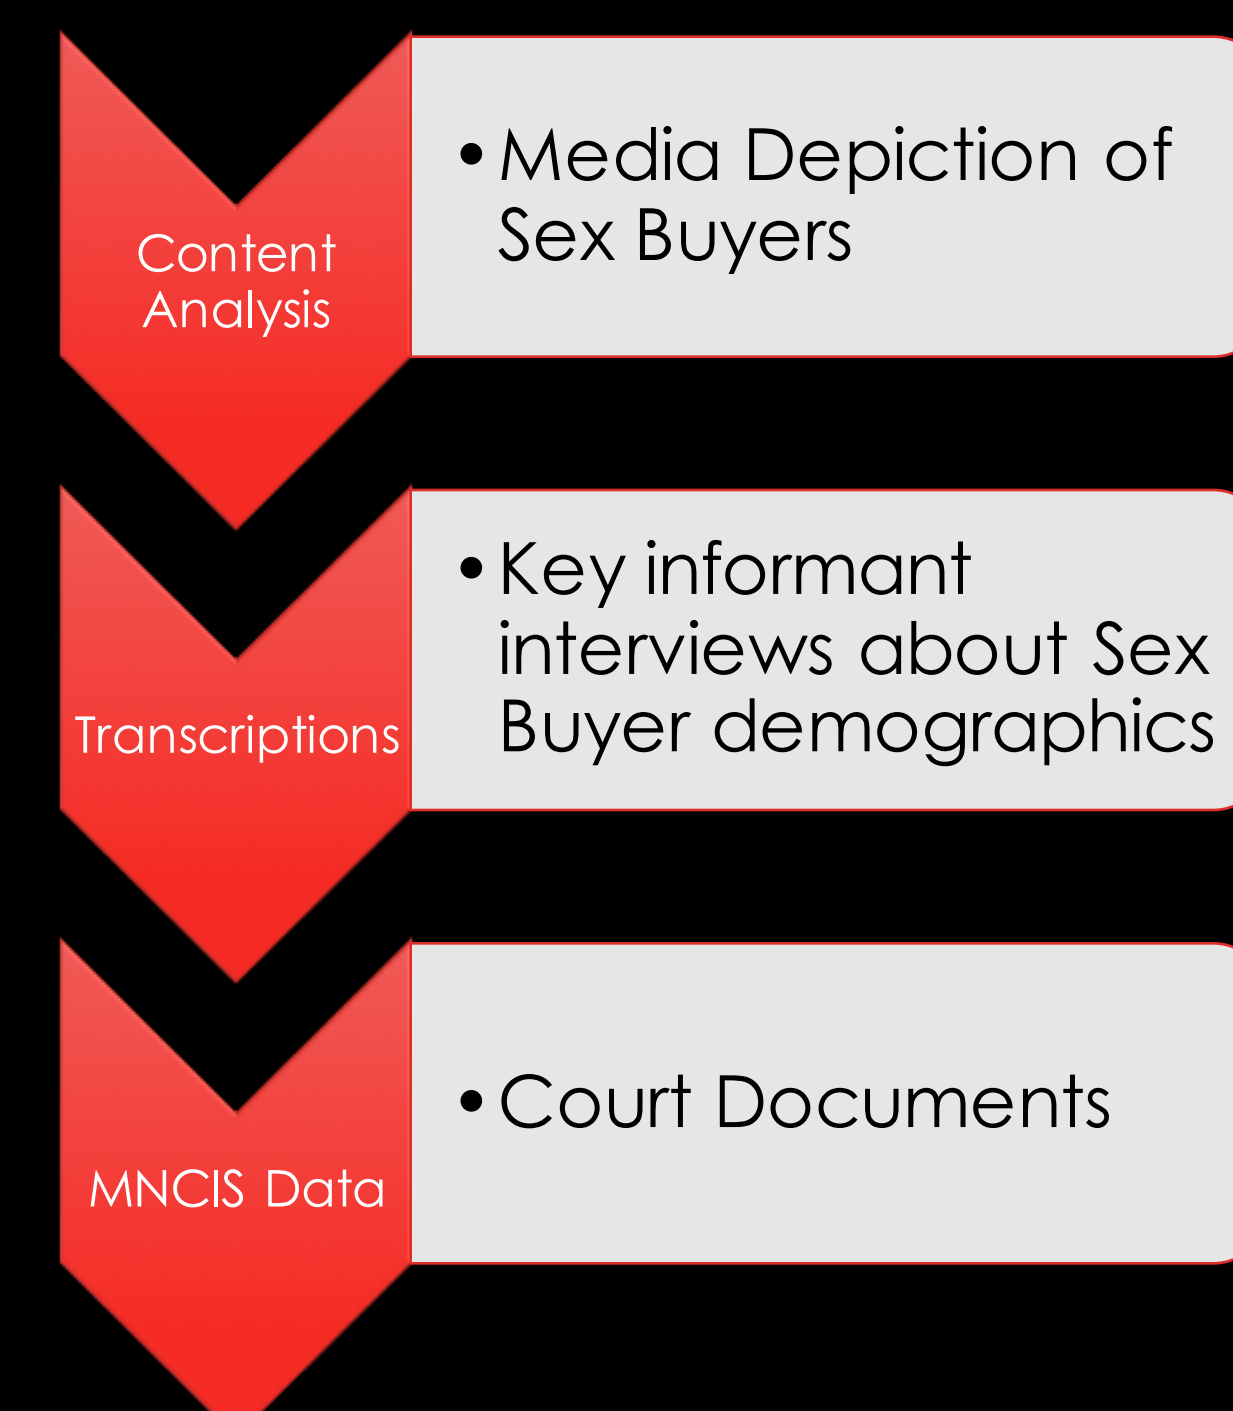 Content
Analysis
• Media Depiction of
Sex Buyers
Transcriptions
• Key informant
interviews about Sex
Buyer demographics
MNCIS Data
• Court Documents